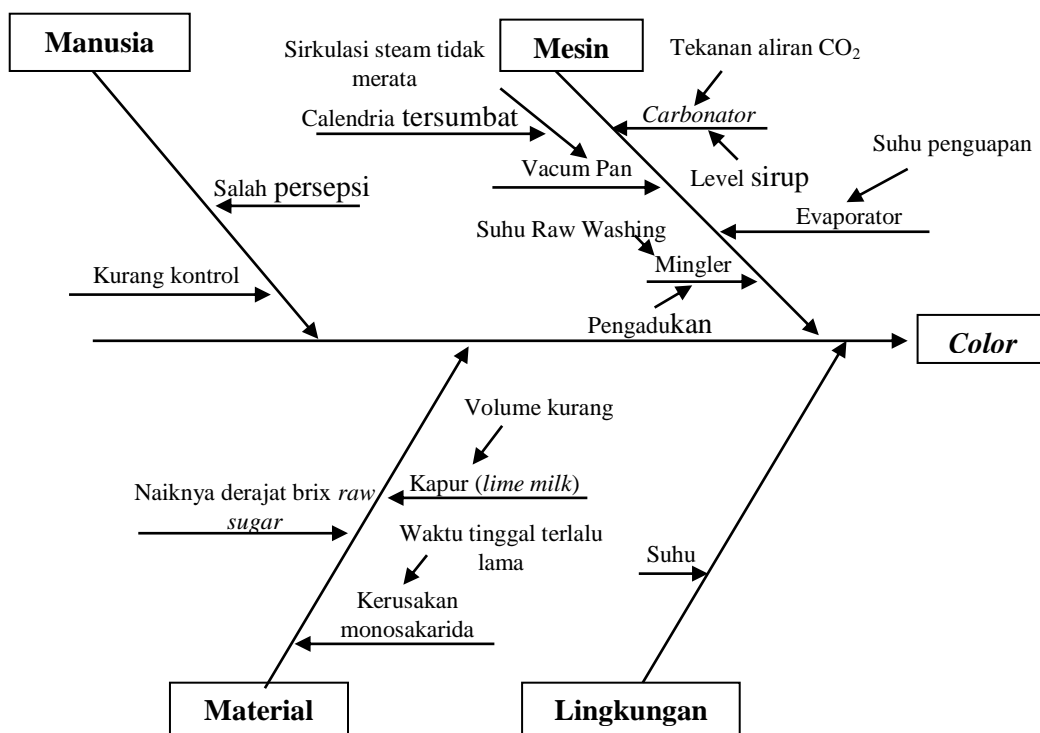 Manusia
Mesin
Sirkulasi steam tidak
merata
Tekanan aliran CO₂
Calendria tersumbat
Carbonator
Suhu penguapan
Vacum Pan
Level sirup
Salah persepsi
Evaporator
Suhu Raw Washing
Mingler
Kurang kontrol
Pengadukan
Color
Volume kurang
Kapur (lime milk)
Naiknya derajat brix raw
sugar
Waktu tinggal terlalu
lama
Suhu
Kerusakan
monosakarida
Material
Lingkungan